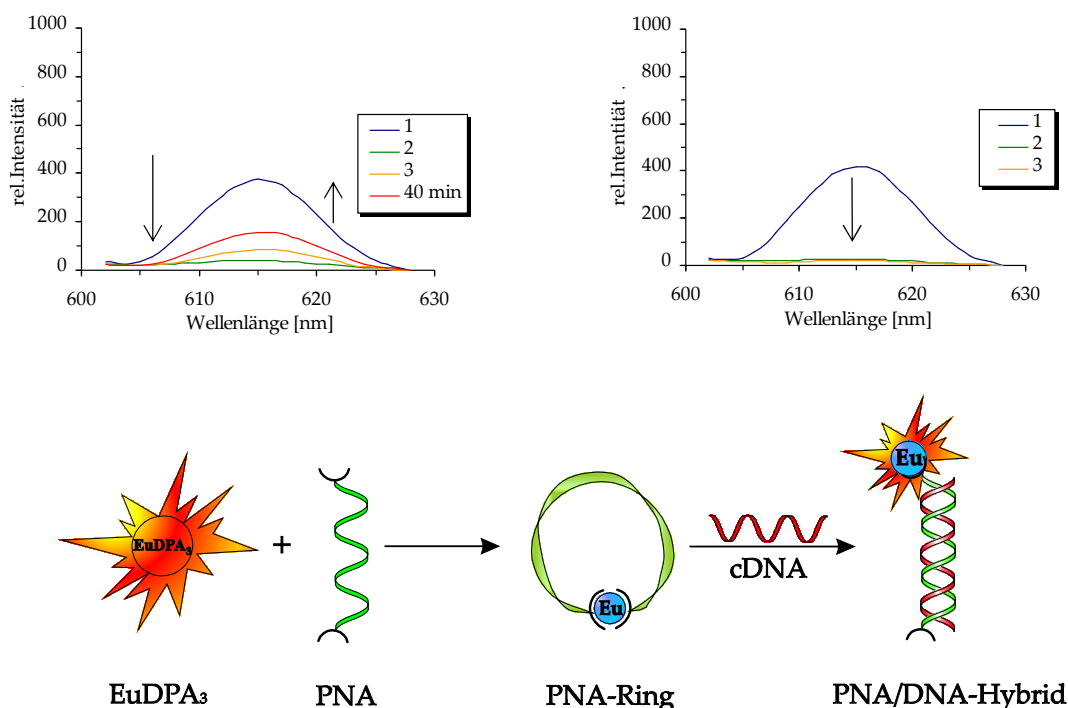 1000
800
600
400
200
0
rel.Intensität .
1
2
3
40 min
600 610 620 630
Wellenlänge [nm]
1000
800
600
400
200
0
rel.Intentität .
1
2
3
600 610 620 630
Wellenlänge [nm]
EuDPA₃
+
Eu
cDNA
Eu
EuDPA₃
PNA
PNA-Ring
PNA/DNA-Hybrid